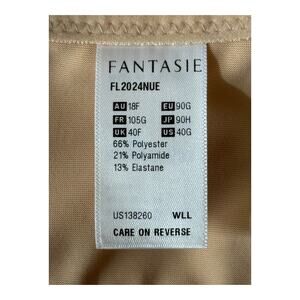 FANTASIE
FL2024NUE
AU 18F EU 90G
FR 105G JP 90H
UK 40F US 40G
66% Polyester
21% Polyamide
13% Elastane
US138260 WLL
CARE ON REVERSE